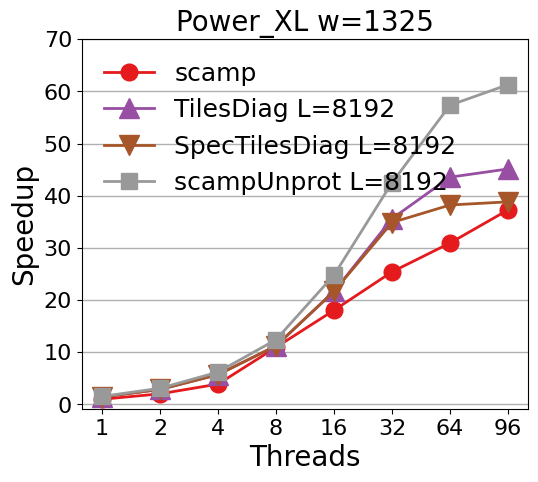 Power_XL w=1325
70
60
50
40
30
20
10
0
Speedup
scamp
TilesDiag L=8192
SpecTilesDiag L=8192
scampUnprot L=8192
1 2 4 8 16 32 64 96
Threads